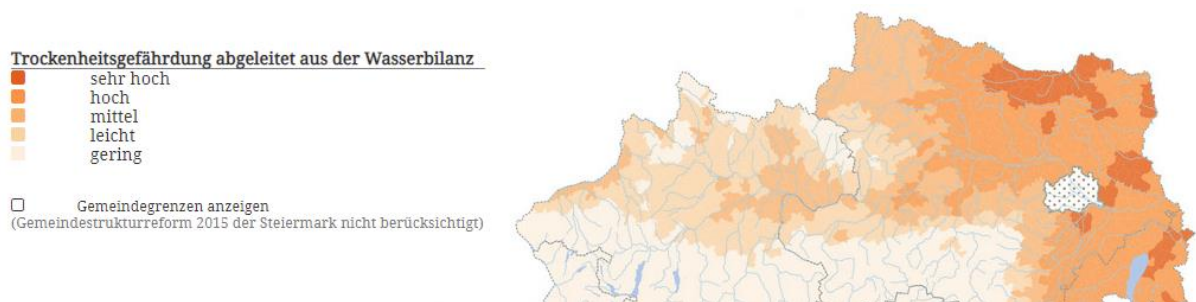 Trockenheitsgefährdung abgeleitet aus der Wasserbilanz
sehr hoch
hoch
mittel
leicht
gering
Gemeindegrenzen anzeigen
(Gemeindestrukturreform 2015 der Steiermark nicht berücksichtigt)